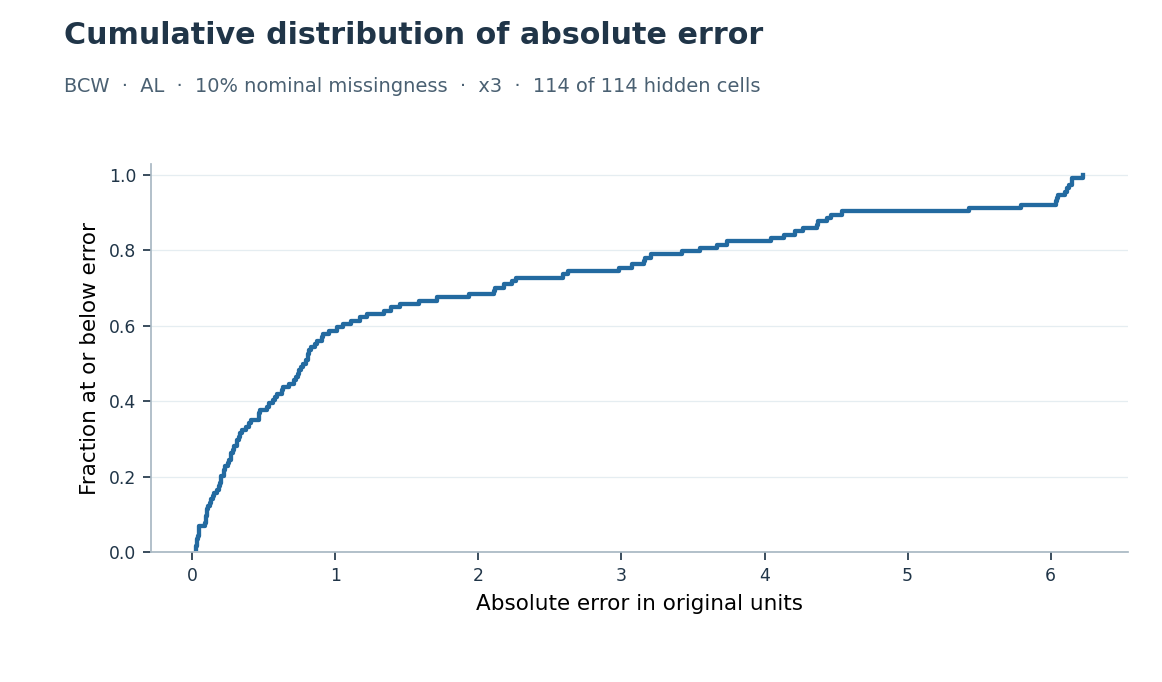 Cumulative distribution of absolute error
BCW · AL · 10% nominal missingness · x3 · 114 of 114 hidden cells
Fraction at or below error
1.0
0.8
0.6
0.4
0.2
0.0
0 1 2 3 4 5 6
Absolute error in original units